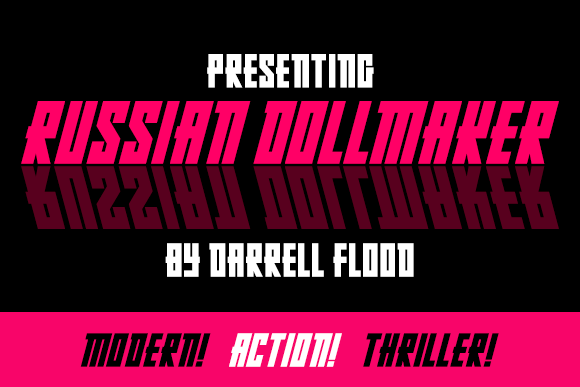 PRESENTING
RUSSIAN DOLLMAKER
BY DARRELL FLOOD
MODERN! ACTION! THRILLER!